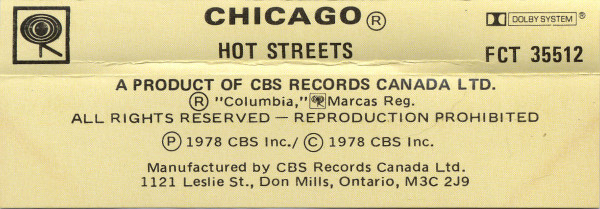 CHICAGO ®
DOLBY SYSTEM ®
HOT STREETS
FCT 35512
A PRODUCT OF CBS RECORDS CANADA LTD.
® "Columbia," Marcas Reg.
ALL RIGHTS RESERVED — REPRODUCTION PROHIBITED
Ⓟ 1978 CBS Inc./ © 1978 CBS Inc.
Manufactured by CBS Records Canada Ltd.
1121 Leslie St., Don Mills, Ontario, M3C 2J9